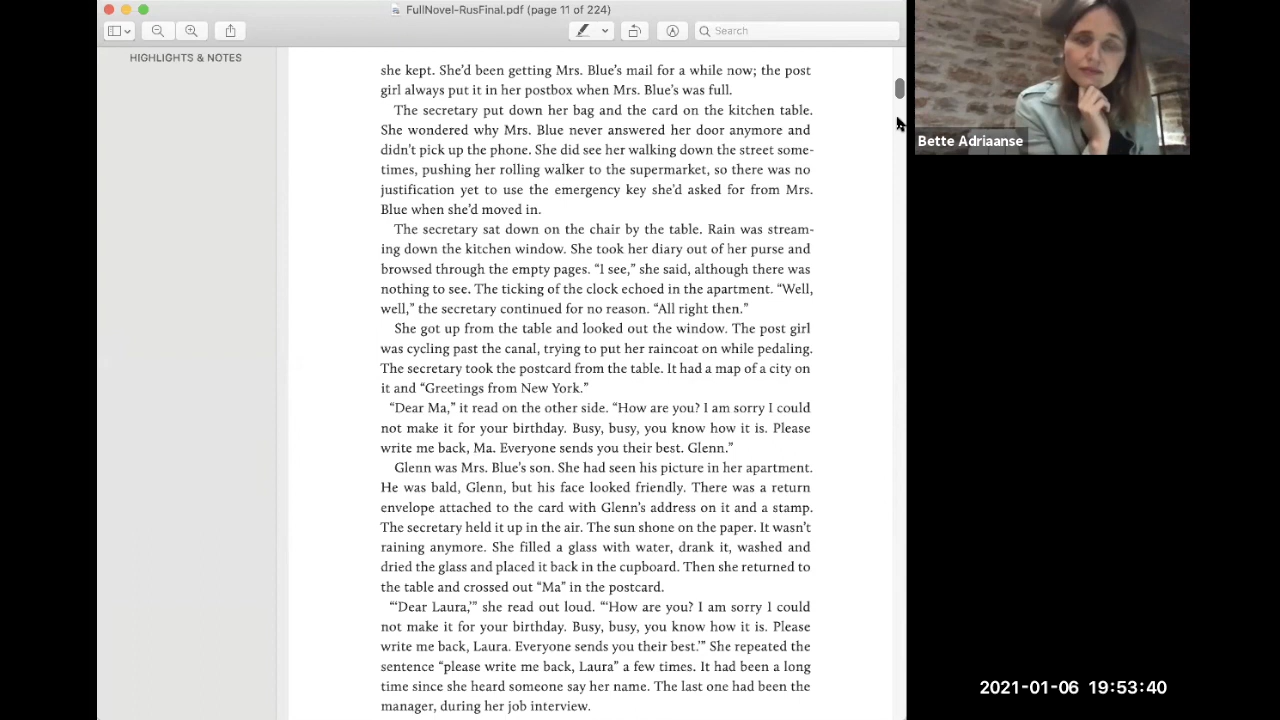 FullNovel-RusFinal.pdf (page 11 of 224)
Search
HIGHLIGHTS & NOTES
she kept. She’d been getting Mrs. Blue’s mail for a while now; the post
girl always put it in her postbox when Mrs. Blue’s was full.
The secretary put down her bag and the card on the kitchen table.
She wondered why Mrs. Blue never answered her door anymore and
didn’t pick up the phone. She did see her walking down the street some-
times, pushing her rolling walker to the supermarket, so there was no
justification yet to use the emergency key she’d asked for from Mrs.
Blue when she’d moved in.
The secretary sat down on the chair by the table. Rain was stream-
ing down the kitchen window. She took her diary out of her purse and
browsed through the empty pages. “I see,” she said, although there was
nothing to see. The ticking of the clock echoed in the apartment. “Well,
well,” the secretary continued for no reason. “All right then.”
She got up from the table and looked out the window. The post girl
was cycling past the canal, trying to put her raincoat on while pedaling.
The secretary took the postcard from the table. It had a map of a city on
it and “Greetings from New York.”
“Dear Ma,” it read on the other side. “How are you? I am sorry I could
not make it for your birthday. Busy, busy, you know how it is. Please
write me back, Ma. Everyone sends you their best. Glenn.”
Glenn was Mrs. Blue’s son. She had seen his picture in her apartment.
He was bald, Glenn, but his face looked friendly. There was a return
envelope attached to the card with Glenn’s address on it and a stamp.
The secretary held it up in the air. The sun shone on the paper. It wasn’t
raining anymore. She filled a glass with water, drank it, washed and
dried the glass and placed it back in the cupboard. Then she returned to
the table and crossed out “Ma” in the postcard.
“‘Dear Laura,’” she read out loud. “‘How are you? I am sorry I could
not make it for your birthday. Busy, busy, you know how it is. Please
write me back, Laura. Everyone sends you their best.’” She repeated the
sentence “please write me back, Laura” a few times. It had been a long
time since she heard someone say her name. The last one had been the
manager, during her job interview.
Bette Adriaanse
2021-01-06 19:53:40